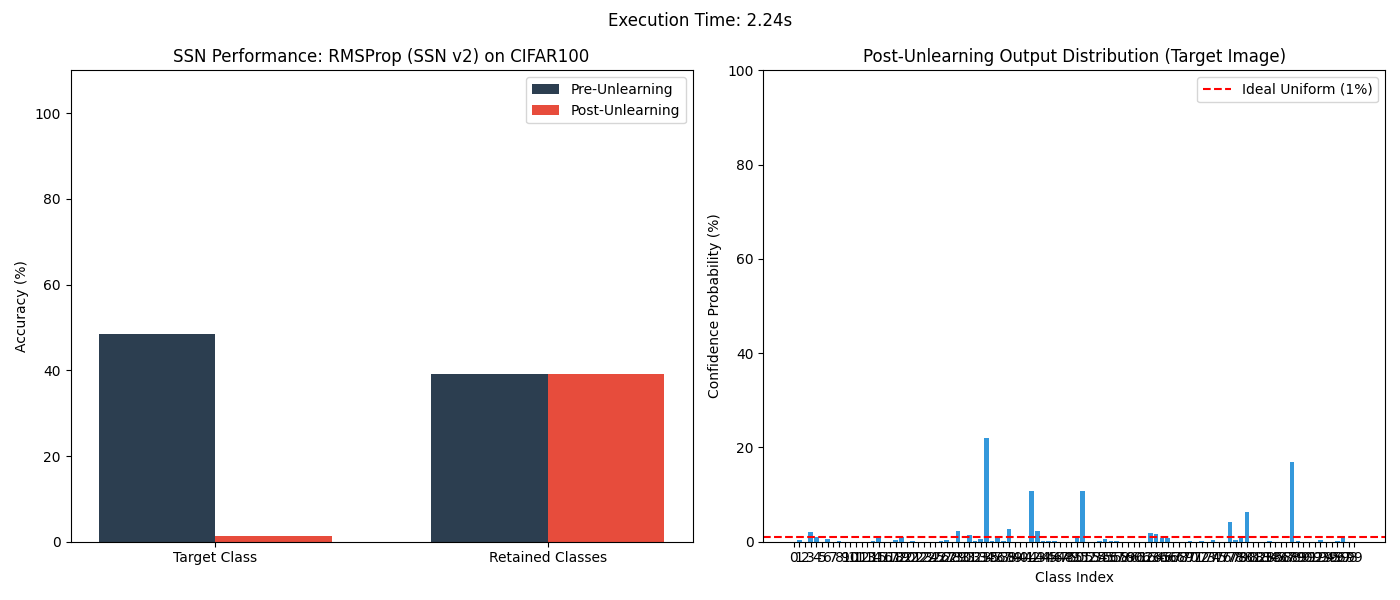 Execution Time: 2.24s
SSN Performance: RMSProp (SSN v2) on CIFAR100
Accuracy (%)
100
80
60
40
20
0
Pre-Unlearning
Post-Unlearning
Target Class Retained Classes
Post-Unlearning Output Distribution (Target Image)
Confidence Probability (%)
100
80
60
40
20
0
Ideal Uniform (1%)
Class Index